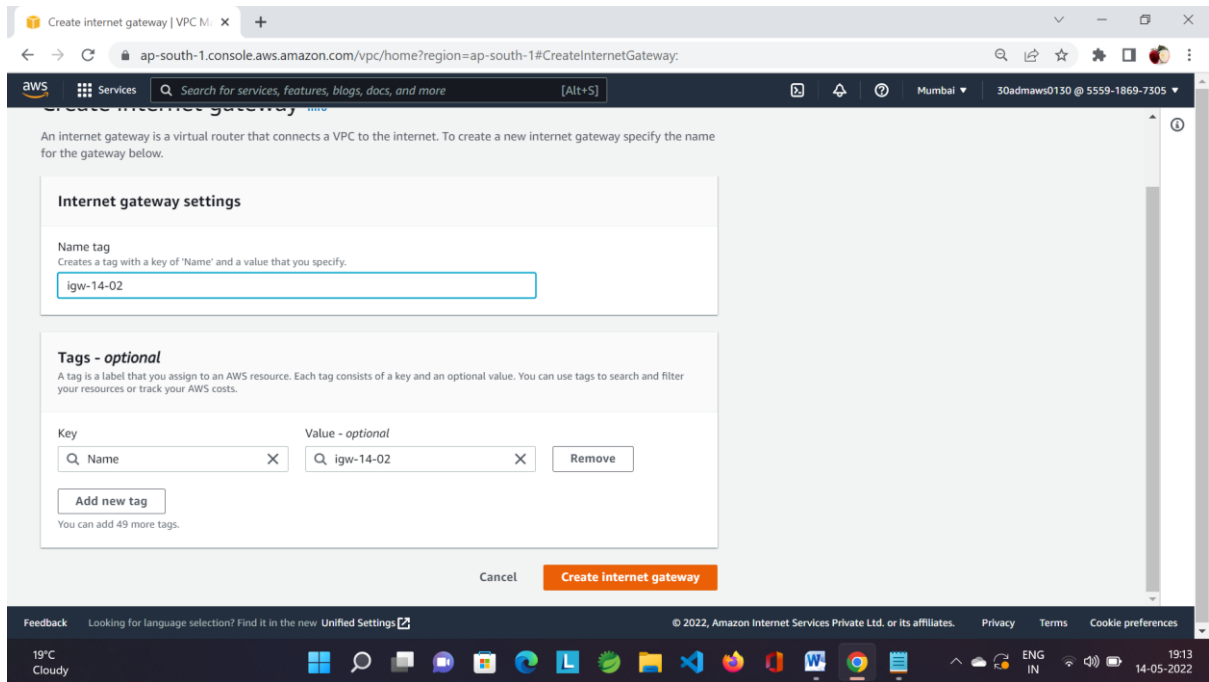 Create internet gateway | VPC M
ap-south-1.console.aws.amazon.com/vpc/home?region=ap-south-1#CreateInternetGateway:
aws Services Search for services, features, blogs, docs, and more [Alt+S] Mumbai 30admaws0130 @ 5559-1869-7305
Create internet gateway Info
An internet gateway is a virtual router that connects a VPC to the internet. To create a new internet gateway specify the name
for the gateway below.
Internet gateway settings
Name tag
Creates a tag with a key of 'Name' and a value that you specify.
igw-14-02
Tags - optional
A tag is a label that you assign to an AWS resource. Each tag consists of a key and an optional value. You can use tags to search and filter
your resources or track your AWS costs.
Key Value - optional
Name igw-14-02 Remove
Add new tag
You can add 49 more tags.
Cancel Create internet gateway
Feedback Looking for language selection? Find it in the new Unified Settings © 2022, Amazon Internet Services Private Ltd. or its affiliates. Privacy Terms Cookie preferences
19°C ENG 19:13
Cloudy L W IN 14-05-2022